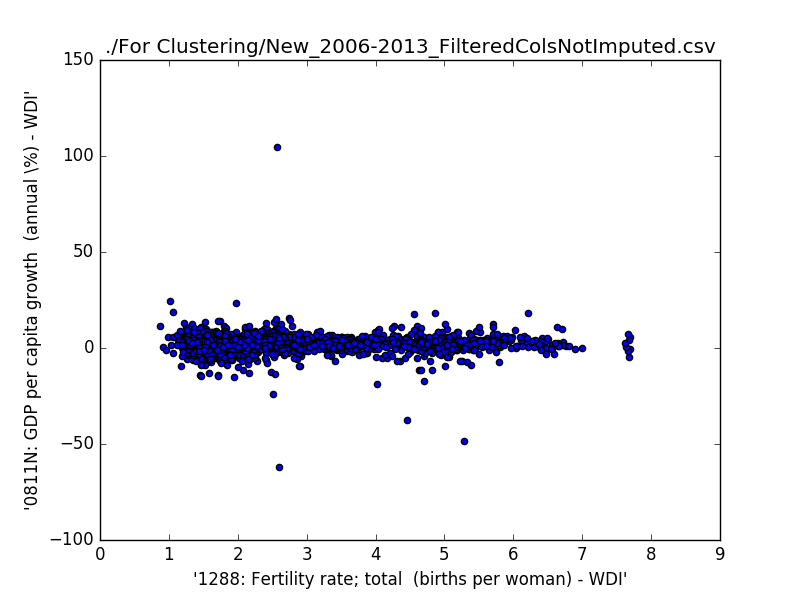 ./For Clustering/New_2006-2013_FilteredColsNotImputed.csv
150
100
50
0
−50
−100
'0811N: GDP per capita growth  (annual \%) - WDI'
0 1 2 3 4 5 6 7 8 9
'1288: Fertility rate; total  (births per woman) - WDI'